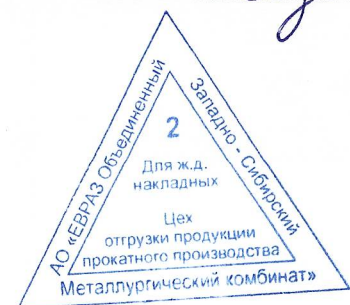 АО «ЕВРАЗ Объединенный
Западно - Сибирский
Металлургический комбинат»
2
Для ж.д.
накладных
Цех
отгрузки продукции
прокатного производства